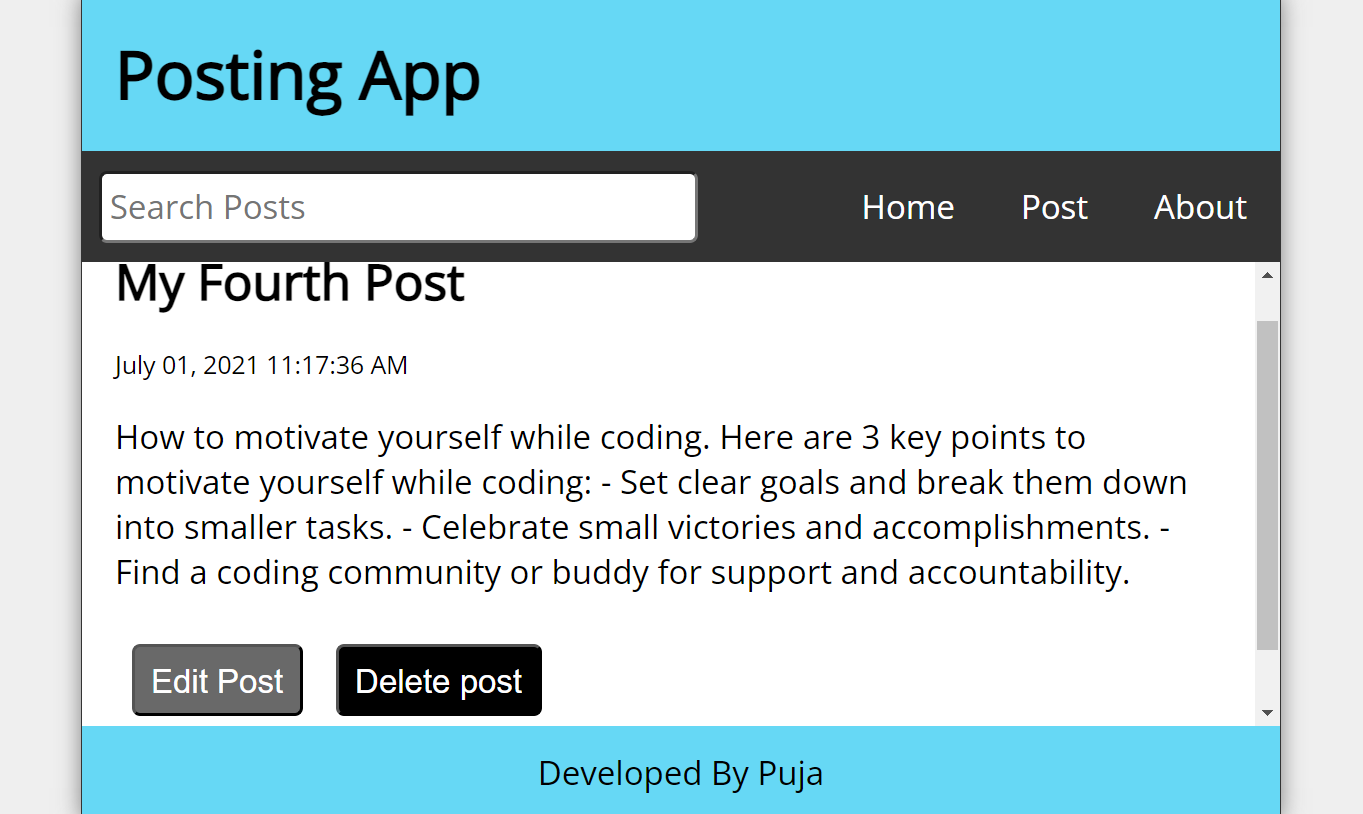 Posting App
Search Posts
Home Post About
My Fourth Post
July 01, 2021 11:17:36 AM
How to motivate yourself while coding. Here are 3 key points to
motivate yourself while coding: - Set clear goals and break them down
into smaller tasks. - Celebrate small victories and accomplishments. -
Find a coding community or buddy for support and accountability.
Edit Post Delete post
Developed By Puja